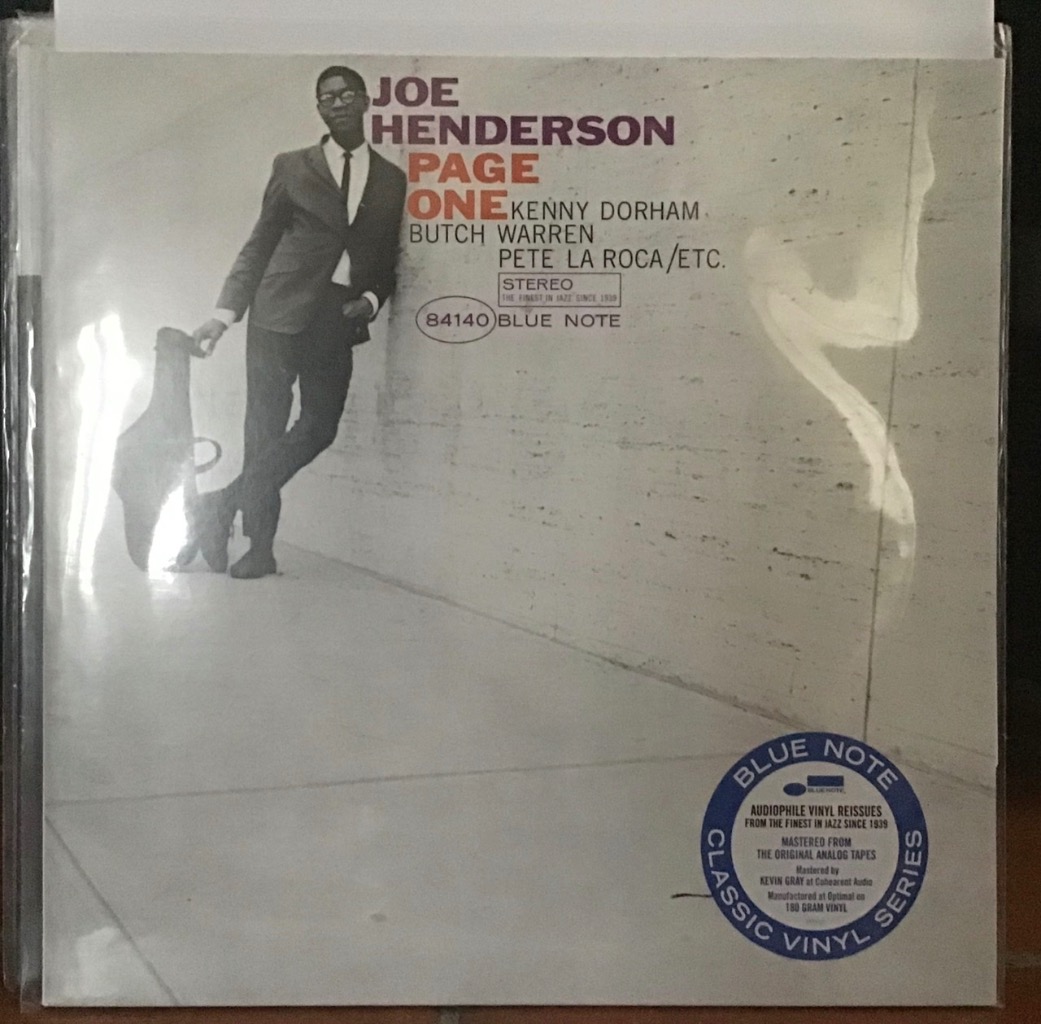 JOE
HENDERSON
PAGE
ONE KENNY DORHAM
BUTCH WARREN
PETE LA ROCA/ETC.
STEREO
THE FINEST IN JAZZ SINCE 1939
84140 BLUE NOTE
BLUE NOTE
BLUE NOTE
AUDIOPHILE VINYL REISSUES
FROM THE FINEST IN JAZZ SINCE 1939
MASTERED FROM
THE ORIGINAL ANALOG TAPES
Mastered by
KEVIN GRAY at Cohearent Audio
Manufactured at Optimal on
180 GRAM VINYL
CLASSIC VINYL SERIES